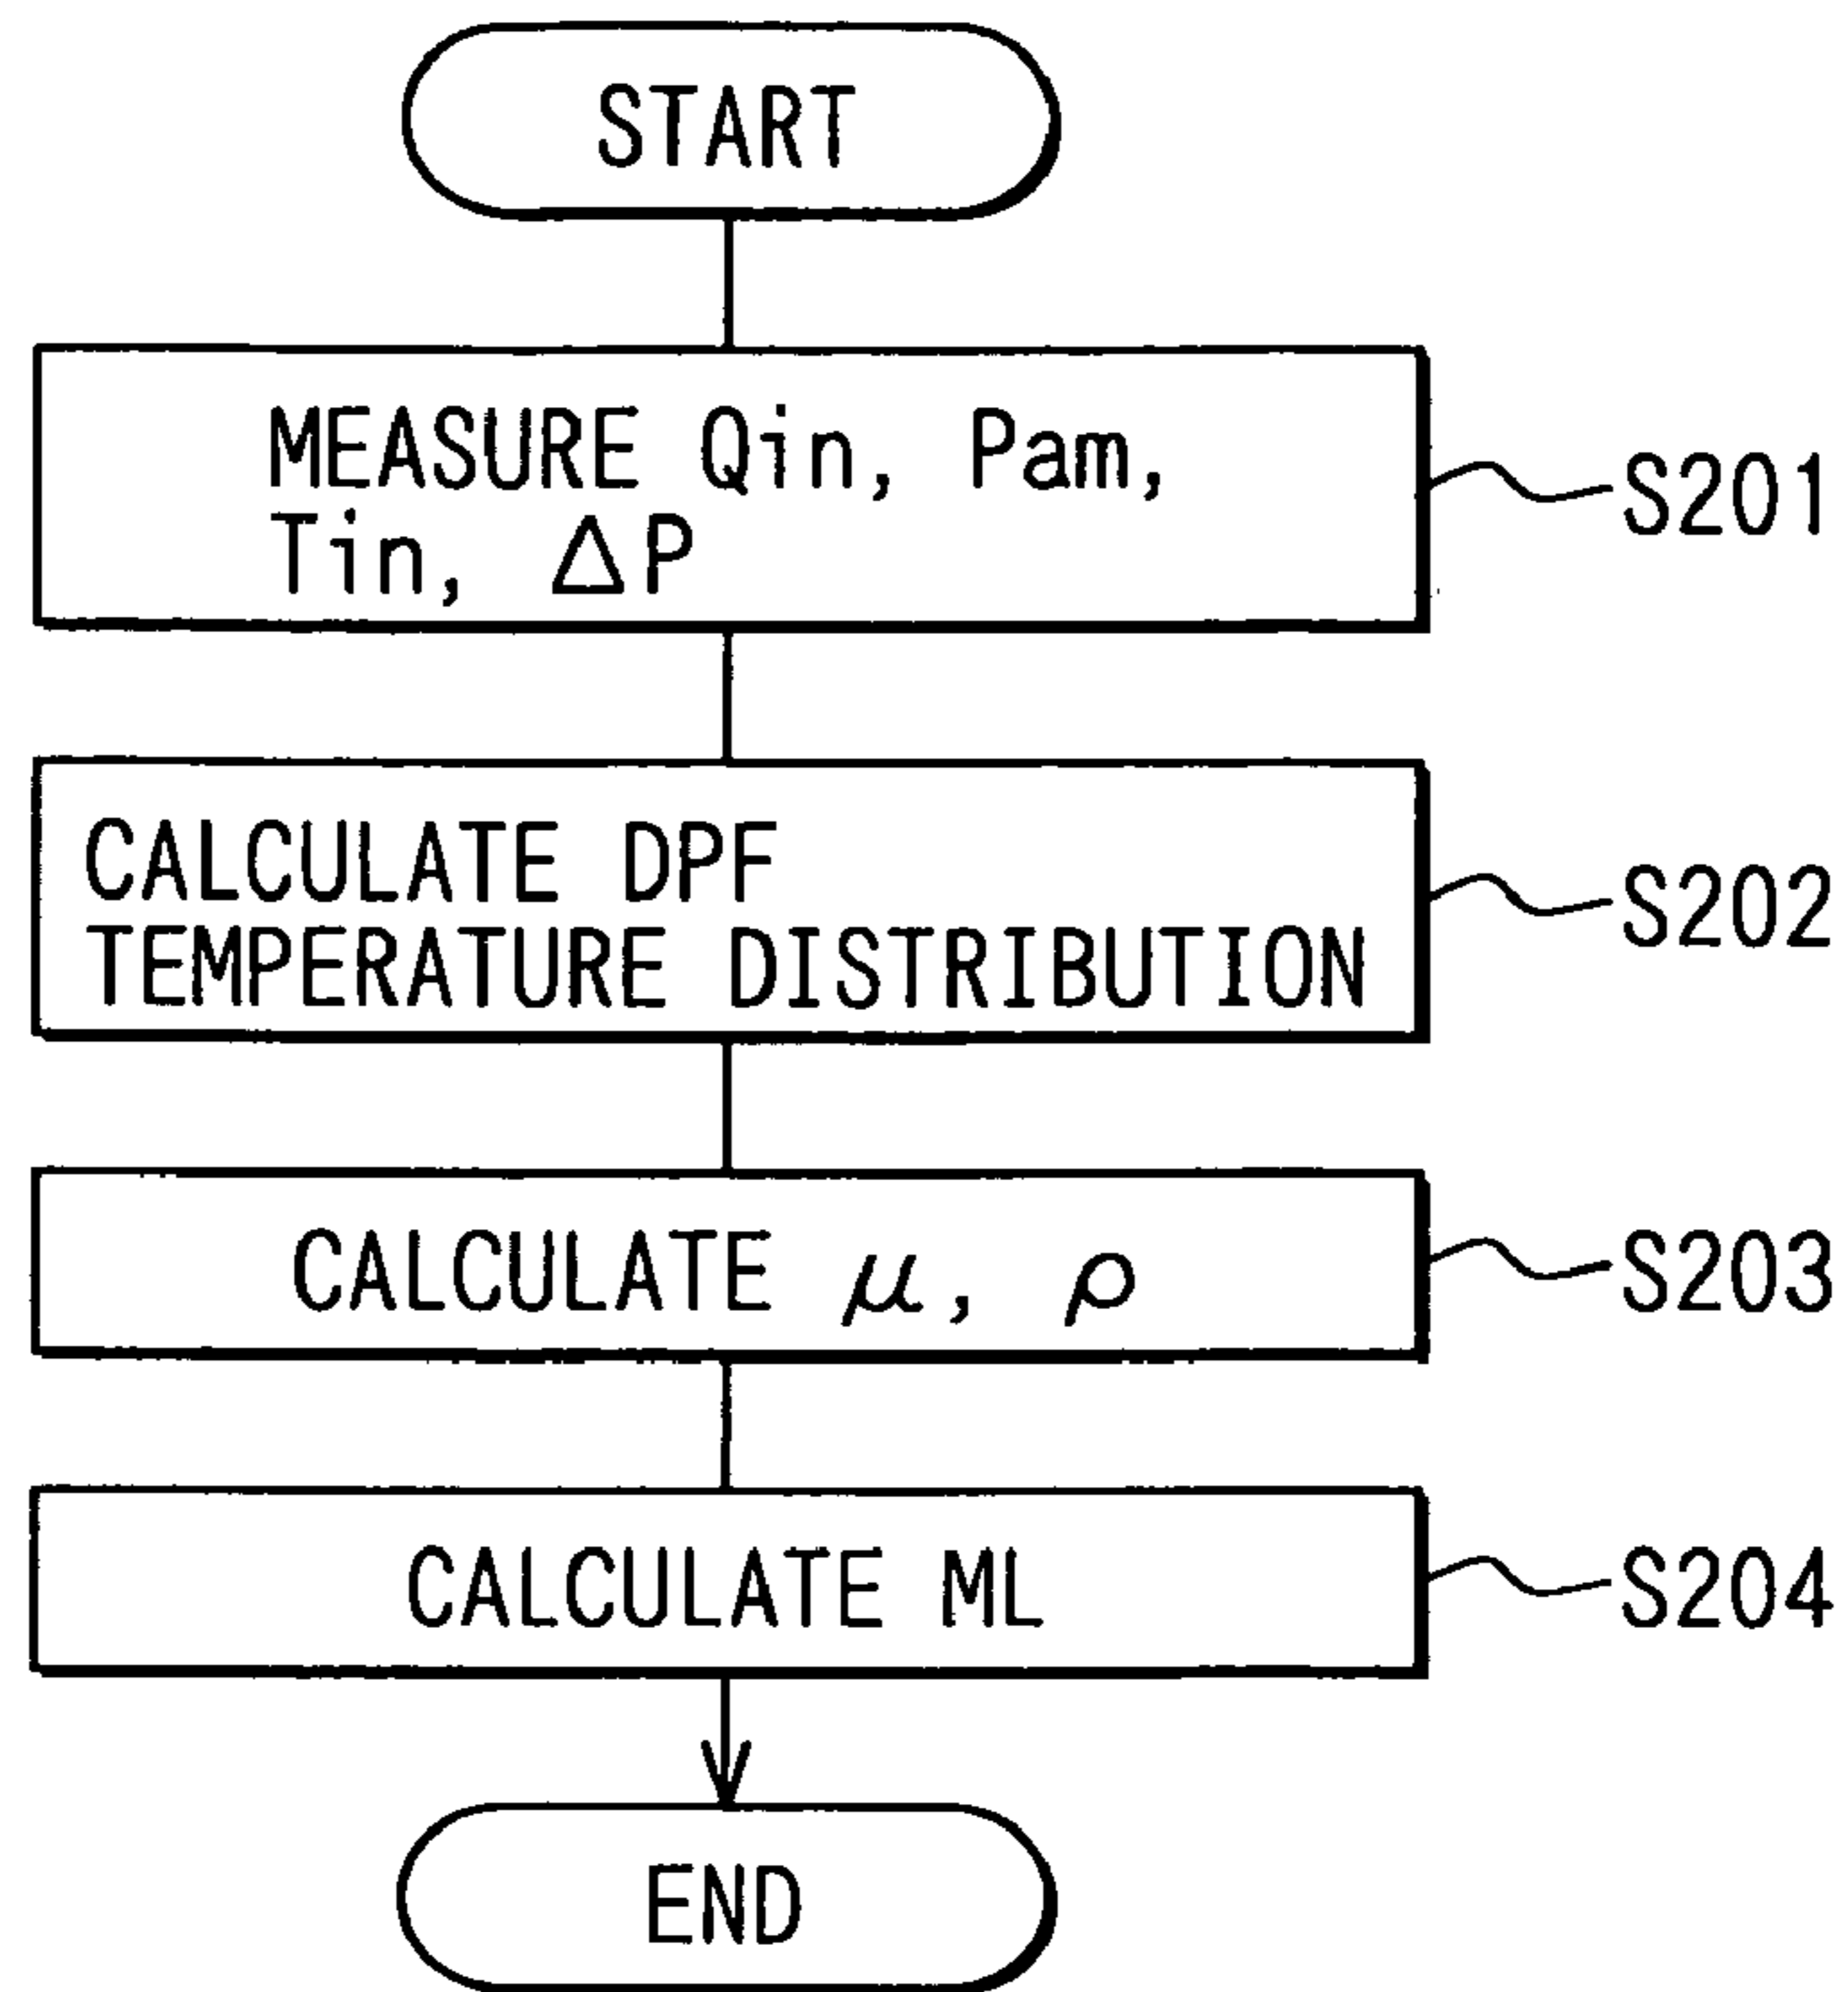 START
MEASURE Qin, Pam,
Tin, ΔP
S201
CALCULATE DPF
TEMPERATURE DISTRIBUTION
S202
CALCULATE μ, ρ
S203
CALCULATE ML
S204
END